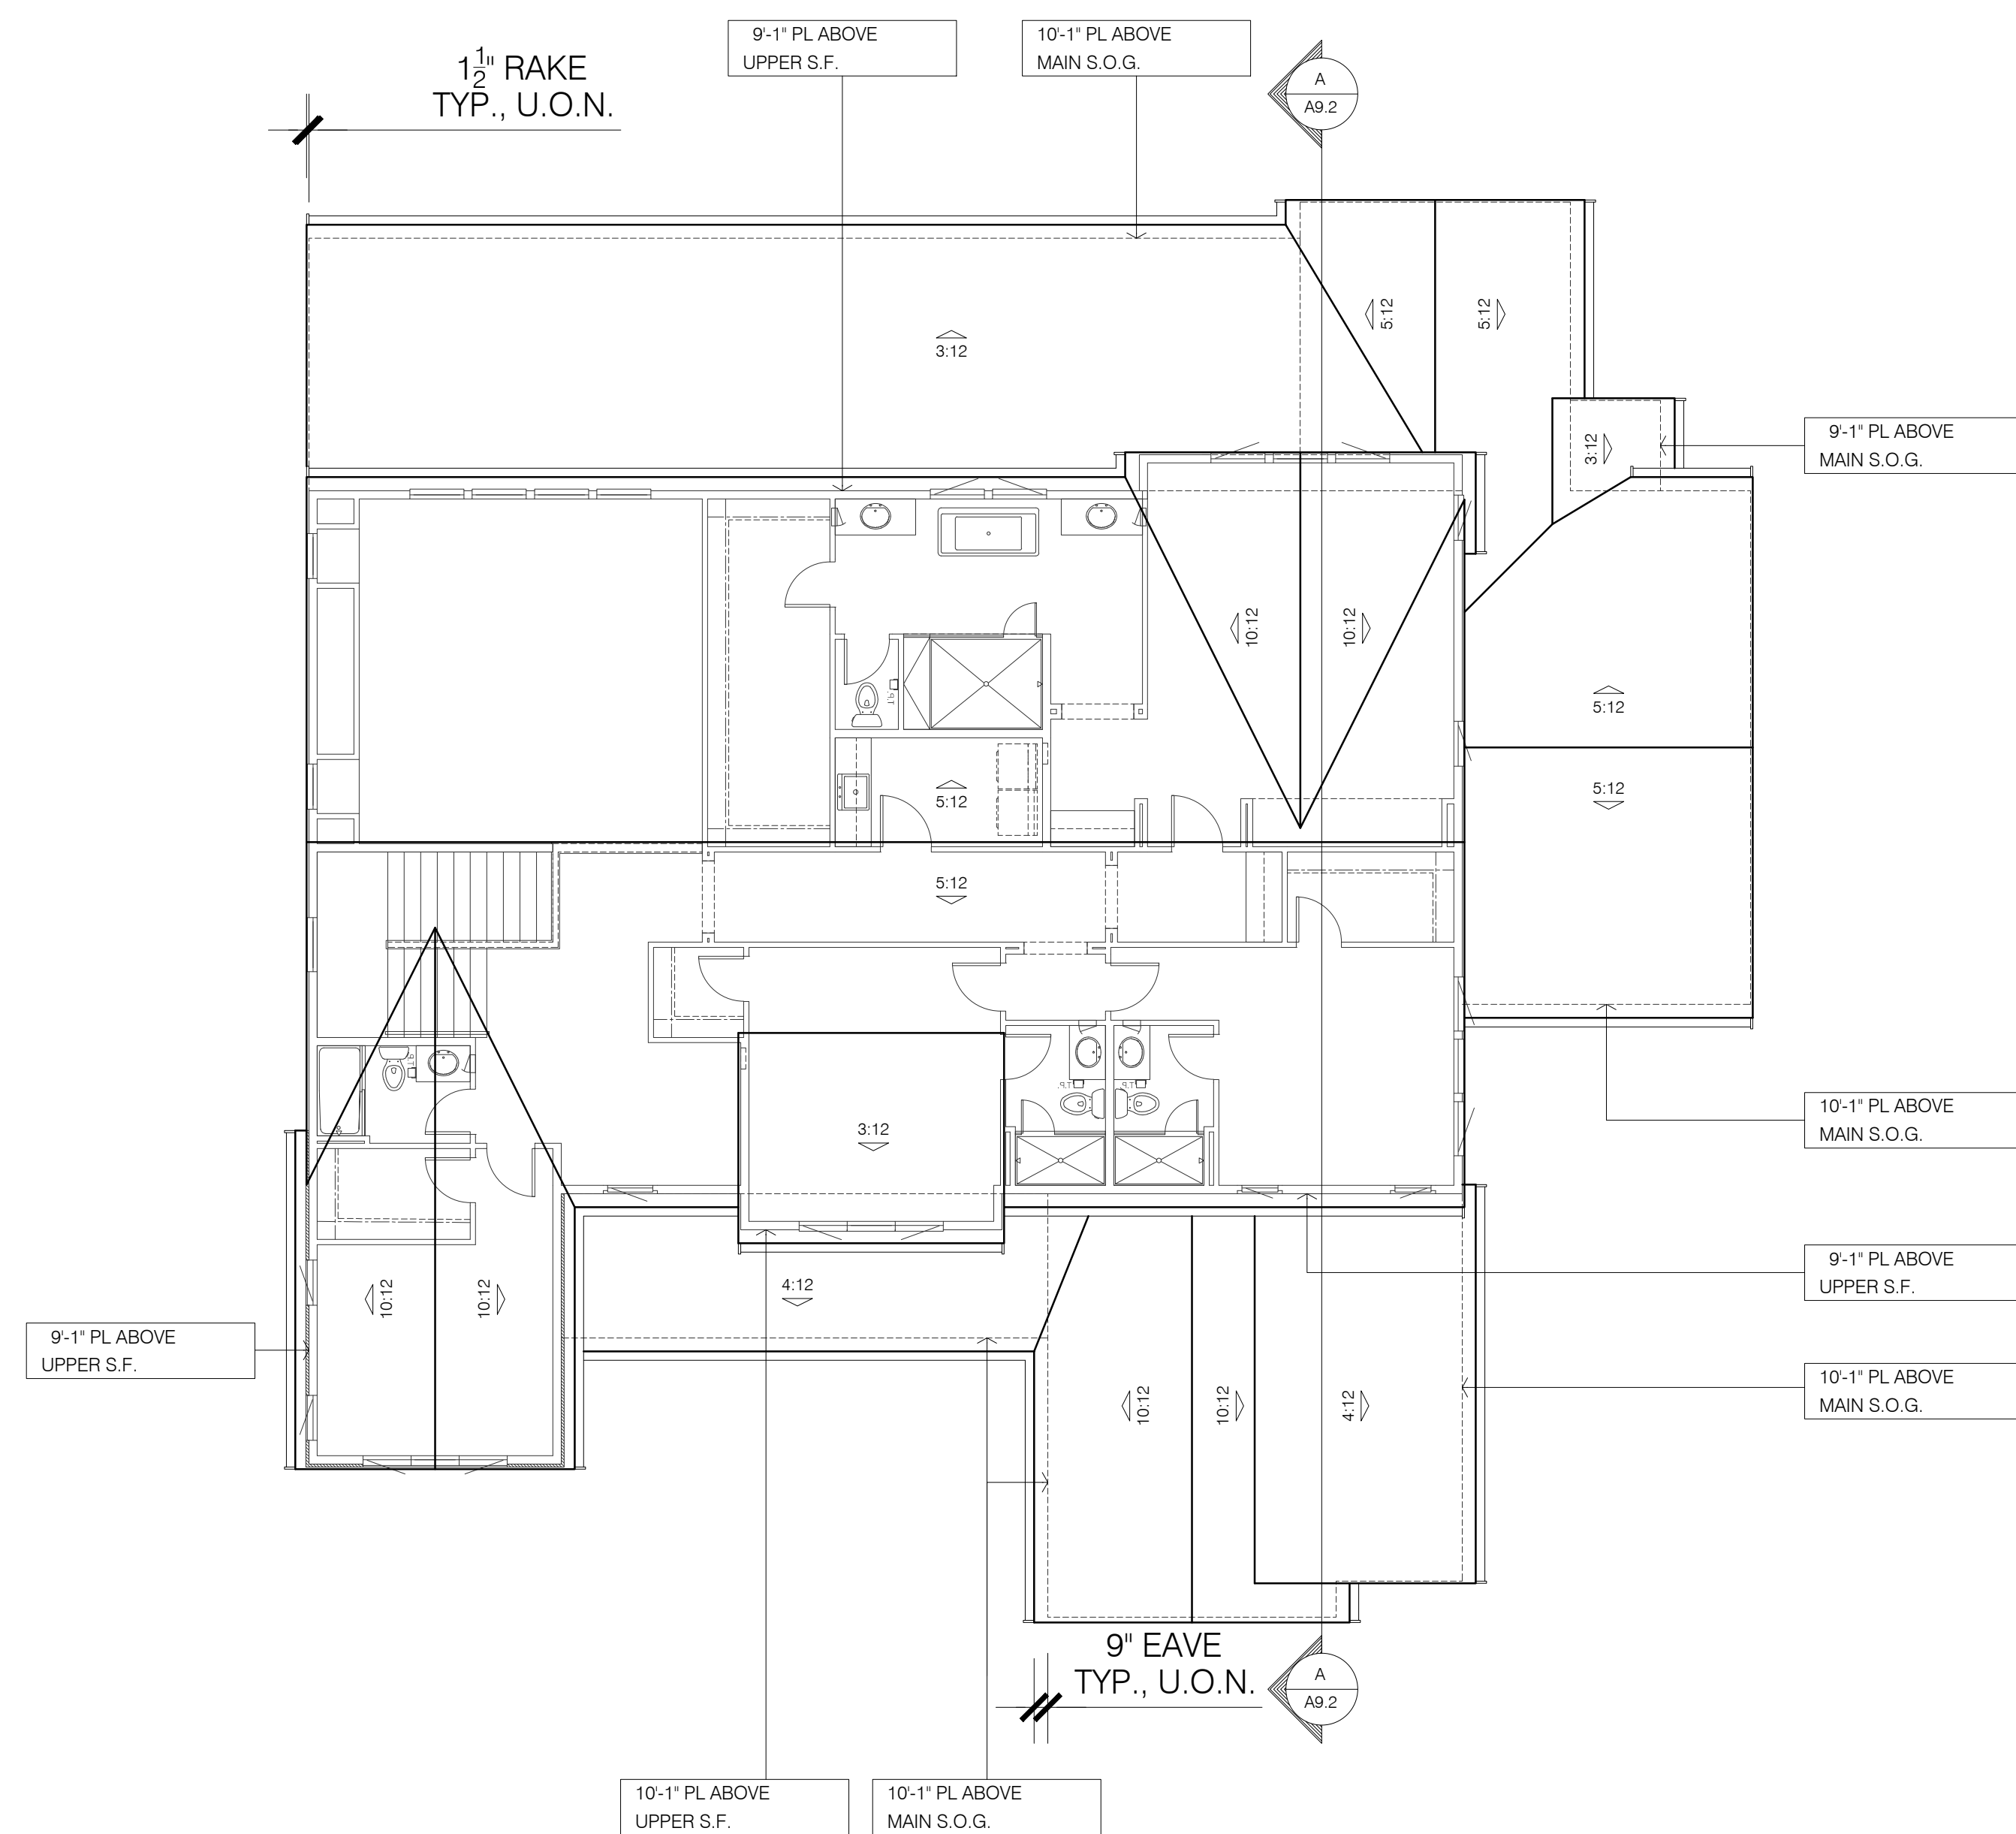 9'-1" PL ABOVE
UPPER S.F.
10'-1" PL ABOVE
MAIN S.O.G.
1 1/2" RAKE
TYP., U.O.N.
A
A9.2
5:12
5:12
3:12
9'-1" PL ABOVE
MAIN S.O.G.
3:12
10:12
10:12
T.P.
5:12
5:12
5:12
5:12
T.P.
T.P.
T.P.
10'-1" PL ABOVE
MAIN S.O.G.
3:12
9'-1" PL ABOVE
UPPER S.F.
4:12
10:12
10:12
9'-1" PL ABOVE
UPPER S.F.
10'-1" PL ABOVE
MAIN S.O.G.
10:12
10:12
4:12
9" EAVE
TYP., U.O.N.
A
A9.2
10'-1" PL ABOVE
UPPER S.F.
10'-1" PL ABOVE
MAIN S.O.G.